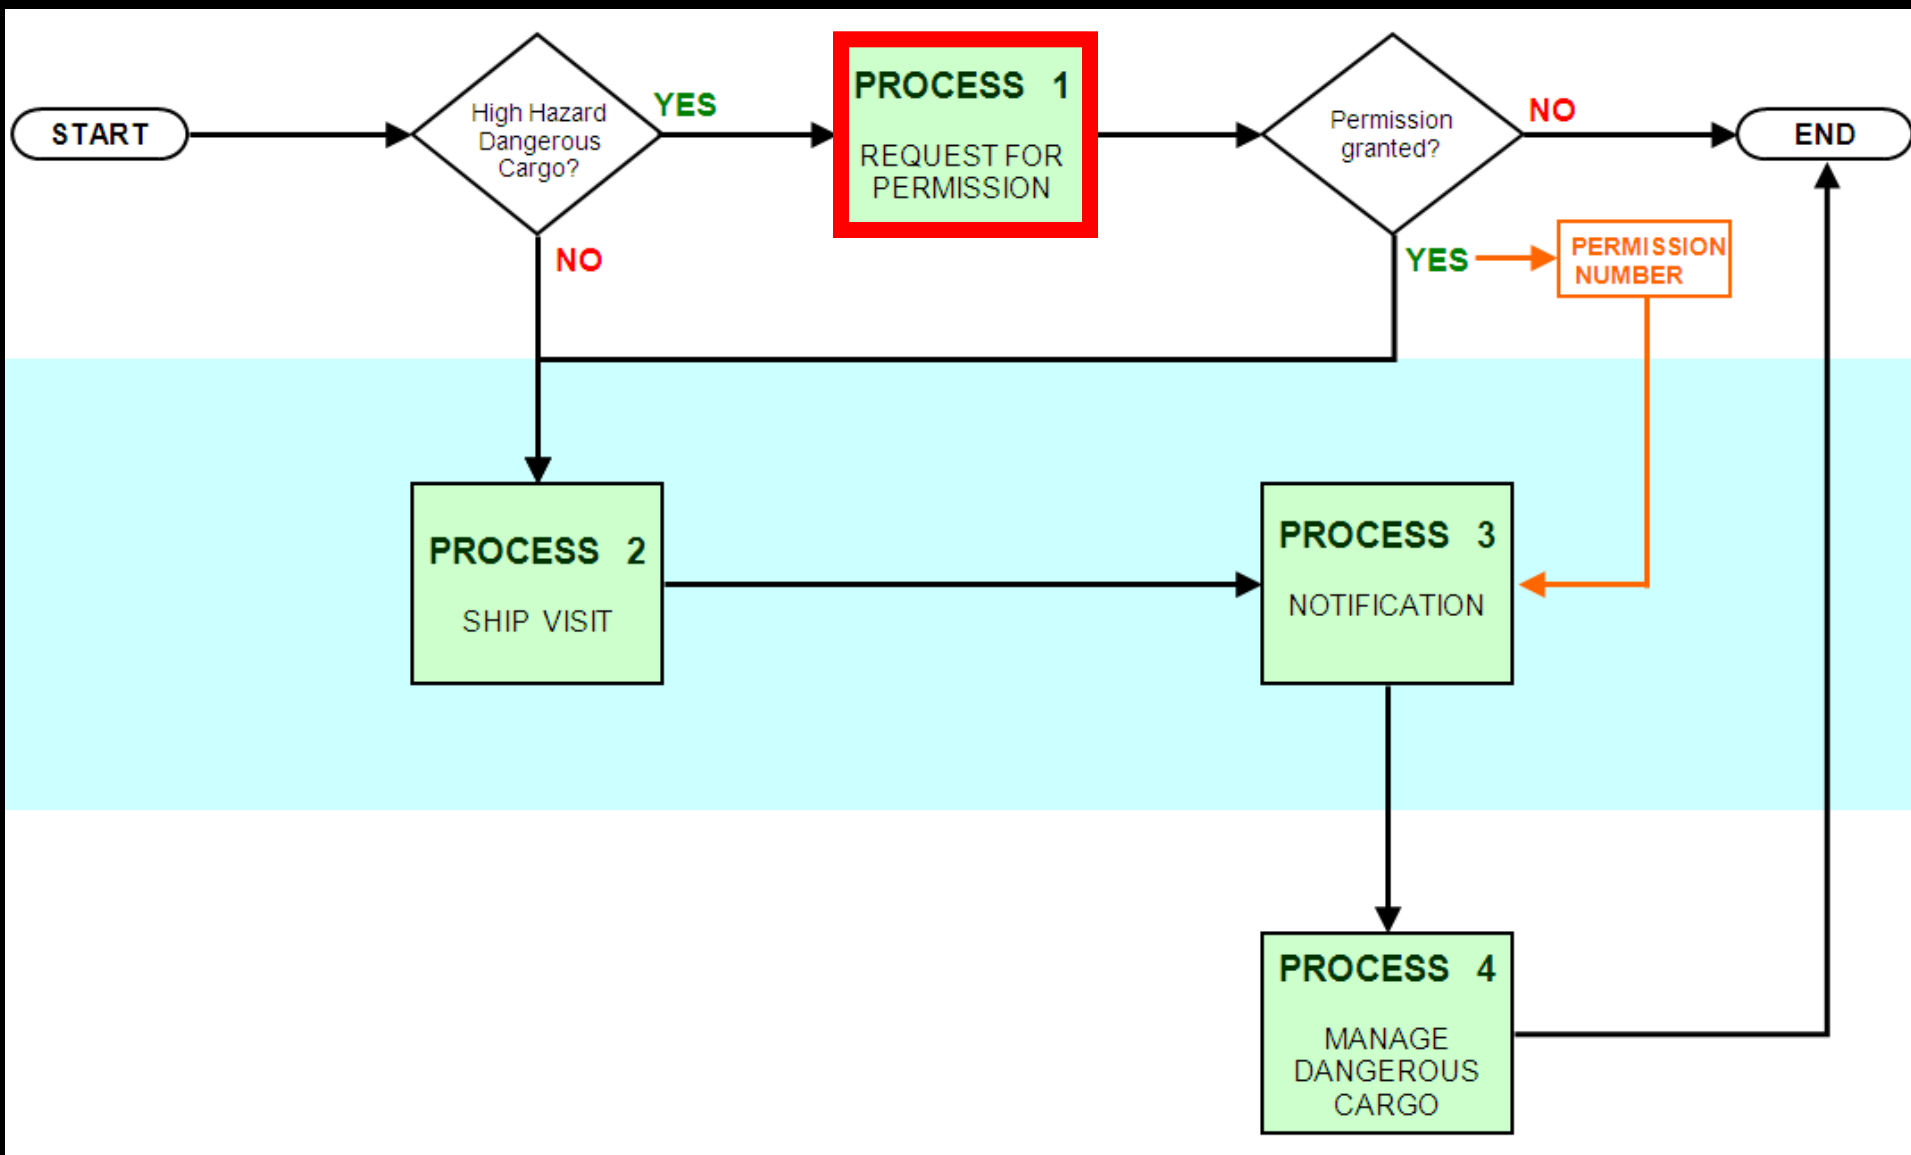 START
High Hazard
Dangerous
Cargo?
YES
PROCESS 1
REQUEST FOR
PERMISSION
Permission
granted?
NO
END
NO
YES
PERMISSION
NUMBER
PROCESS 2
SHIP VISIT
PROCESS 3
NOTIFICATION
PROCESS 4
MANAGE
DANGEROUS
CARGO